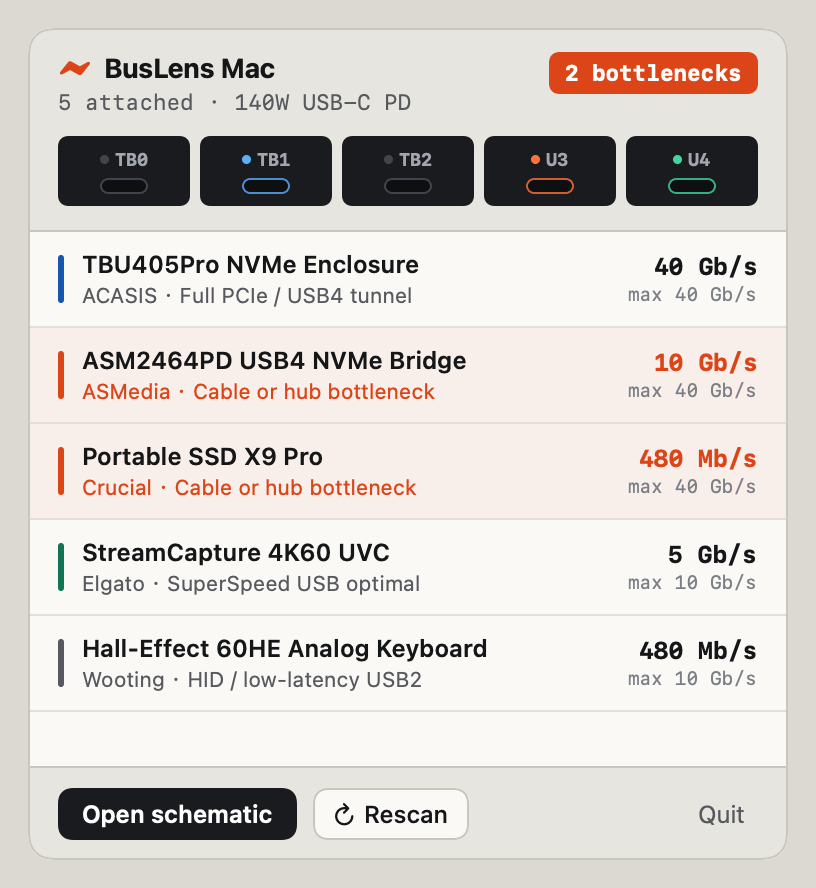 BusLens Mac
2 bottlenecks
5 attached · 140W USB-C PD
TB0
TB1
TB2
U3
U4
TBU405Pro NVMe Enclosure
40 Gb/s
ACASIS · Full PCIe / USB4 tunnel
max 40 Gb/s
ASM2464PD USB4 NVMe Bridge
10 Gb/s
ASMedia · Cable or hub bottleneck
max 40 Gb/s
Portable SSD X9 Pro
480 Mb/s
Crucial · Cable or hub bottleneck
max 40 Gb/s
StreamCapture 4K60 UVC
5 Gb/s
Elgato · SuperSpeed USB optimal
max 10 Gb/s
Hall-Effect 60HE Analog Keyboard
480 Mb/s
Wooting · HID / low-latency USB2
max 10 Gb/s
Open schematic
Rescan
Quit